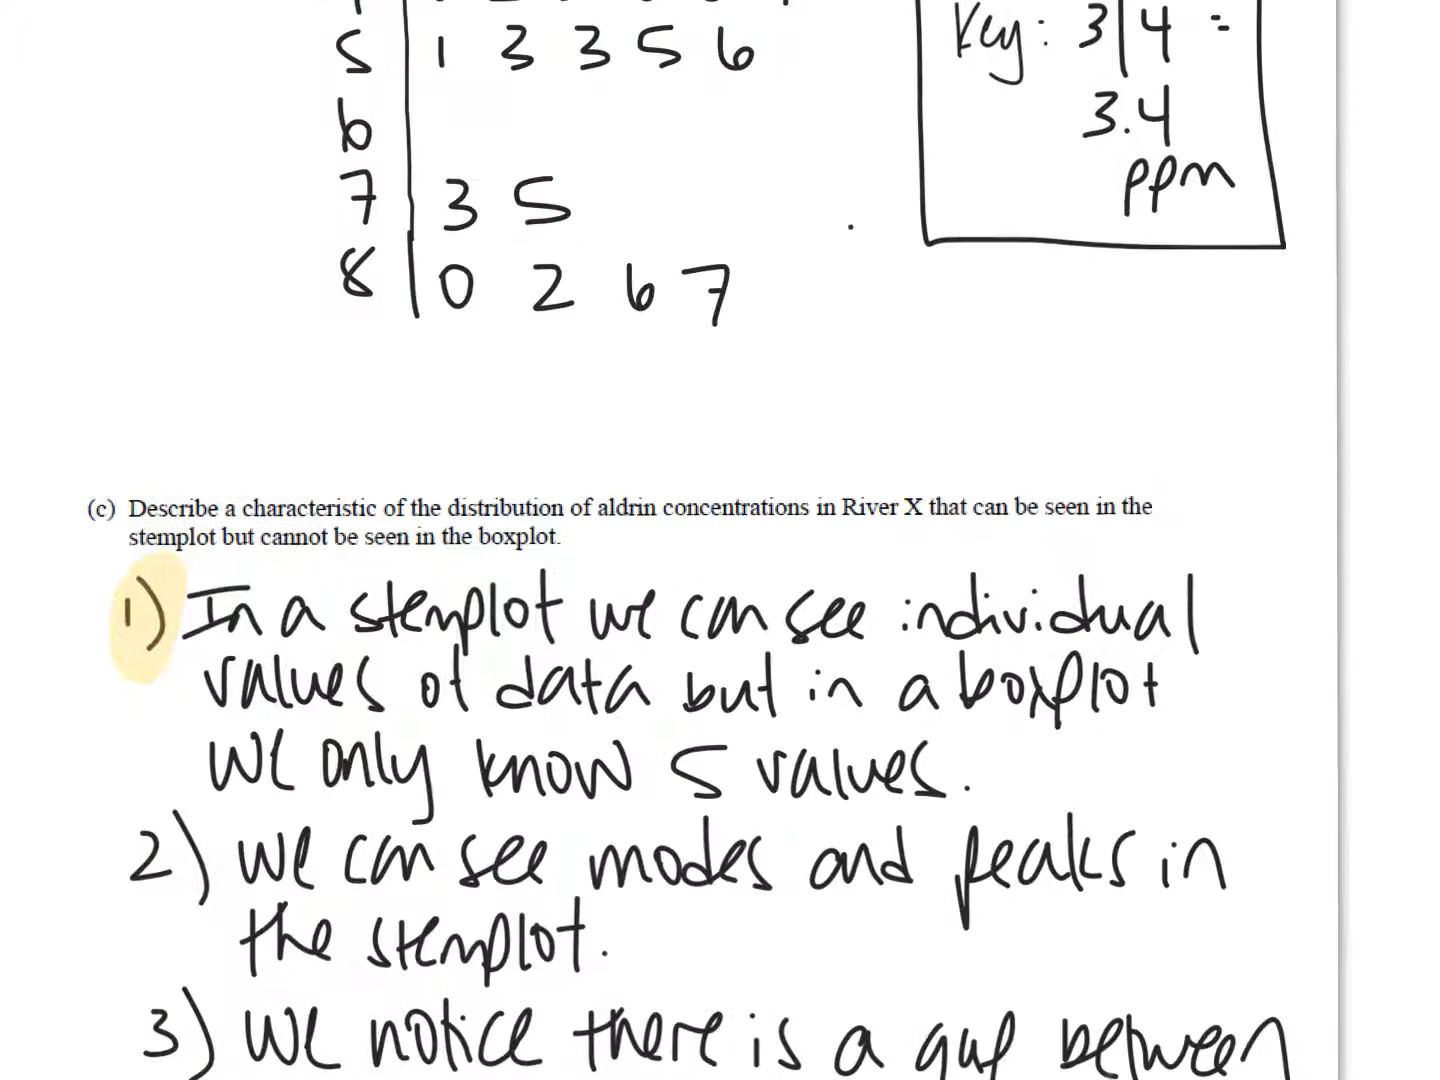 5 | 1 3 3 5 6
Key: 3|4 =
6 |
3.4
7 | 3 5
ppm
8 | 0 2 6 7
(c) Describe a characteristic of the distribution of aldrin concentrations in River X that can be seen in the
stemplot but cannot be seen in the boxplot.
1) In a stemplot we can see individual
values of data but in a boxplot
we only know 5 values.
2) we can see modes and peaks in
the stemplot.
3) we notice there is a gap between